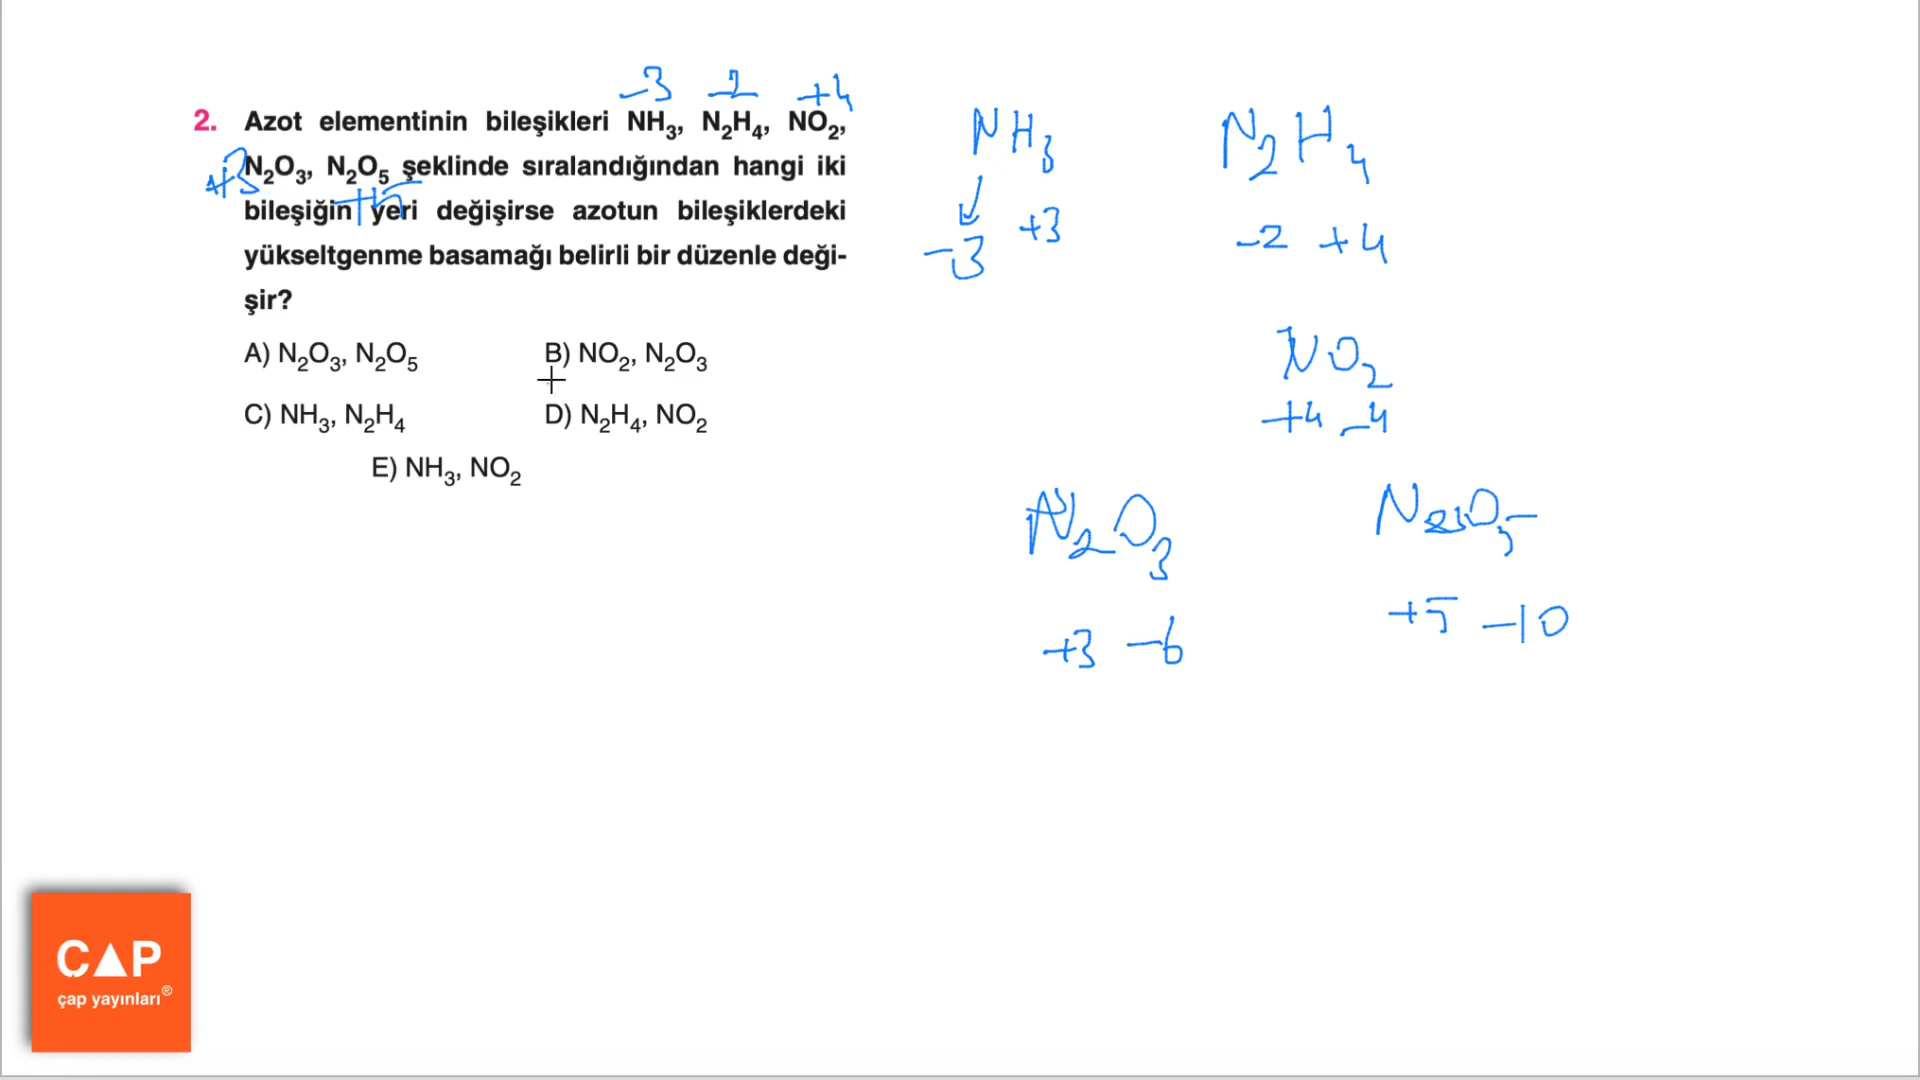 -3 -2 +4
2. Azot elementinin bileşikleri NH₃, N₂H₄, NO₂,
+3 N₂O₃, N₂O₅ şeklinde sıralandığından hangi iki
+5
bileşiğin yeri değişirse azotun bileşiklerdeki
yükseltgenme basamağı belirli bir düzenle deği-
şir?
A) N₂O₃, N₂O₅ B) NO₂, N₂O₃
C) NH₃, N₂H₄ D) N₂H₄, NO₂
E) NH₃, NO₂
NH₃ N₂H₄
-3 +3 -2 +4
NO₂
+4 -4
N₂O₃ N₂O₅
+3 -6 +5 -10
ÇAP
çap yayınları®